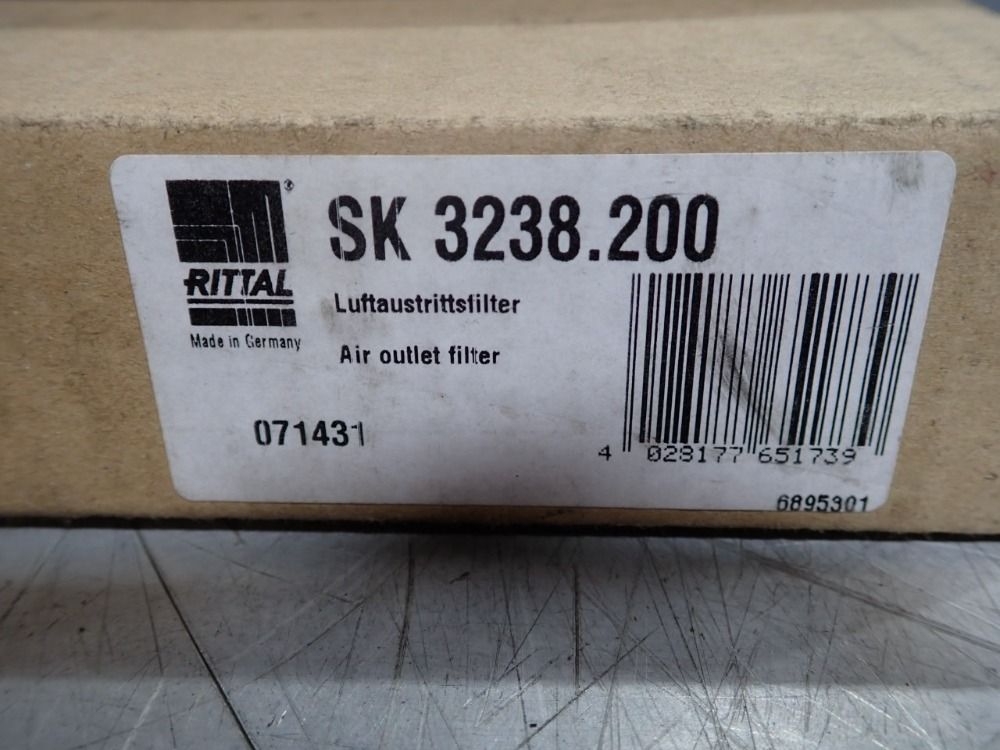 SK 3238.200
®
RITTAL
Made in Germany
Luftaustrittsfilter
Air outlet filter
071431
4 028177 651739
6895301